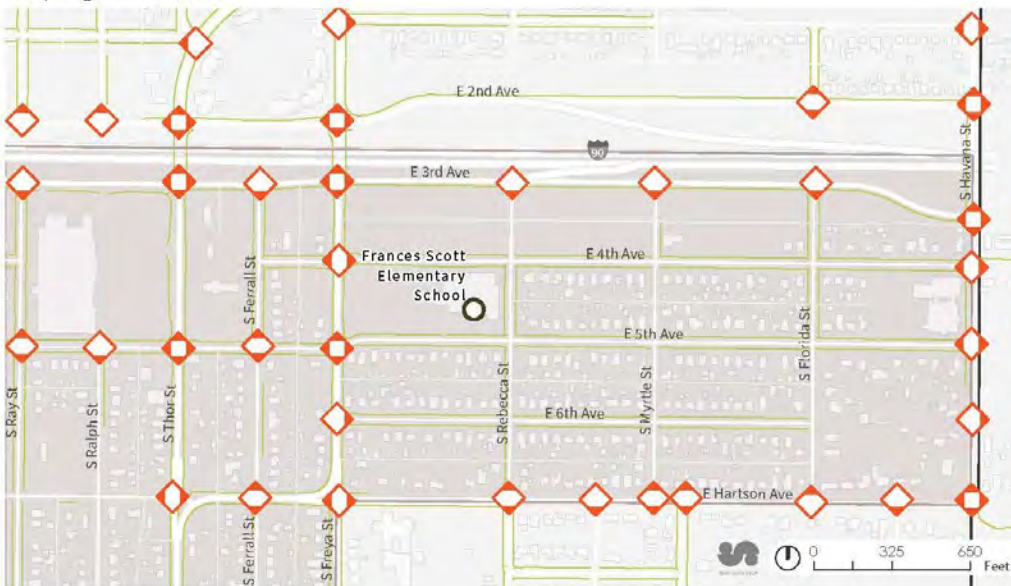 E 2nd Ave
90
S Havana St
E 3rd Ave
Frances Scott
Elementary
School
E 4th Ave
S Ferrall St
E 5th Ave
S Florida St
S Ray St
S Ralph St
S Thor St
S Rebecca St
S Myrtle St
E 6th Ave
E Hartson Ave
S Ferrall St
S Freya St
0 325 650
Feet